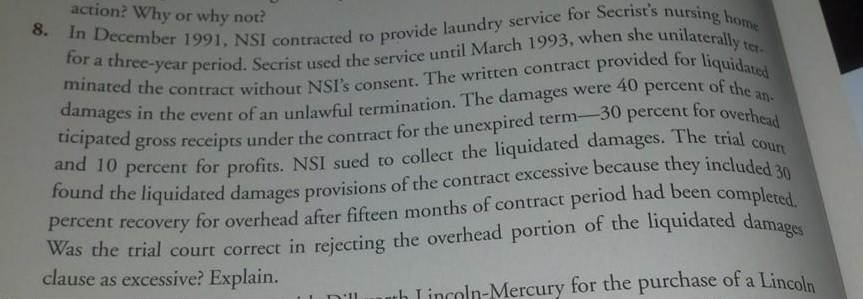 action? Why or why not?
8. In December 1991, NSI contracted to provide laundry service for Secrist's nursing home
for a three-year period. Secrist used the service until March 1993, when she unilaterally ter-
minated the contract without NSI's consent. The written contract provided for liquidated
damages in the event of an unlawful termination. The damages were 40 percent of the an-
ticipated gross receipts under the contract for the unexpired term—30 percent for overhead
and 10 percent for profits. NSI sued to collect the liquidated damages. The trial court
found the liquidated damages provisions of the contract excessive because they included 30
percent recovery for overhead after fifteen months of contract period had been completed.
Was the trial court correct in rejecting the overhead portion of the liquidated damages
clause as excessive? Explain.
Lincoln-Mercury for the purchase of a Lincoln